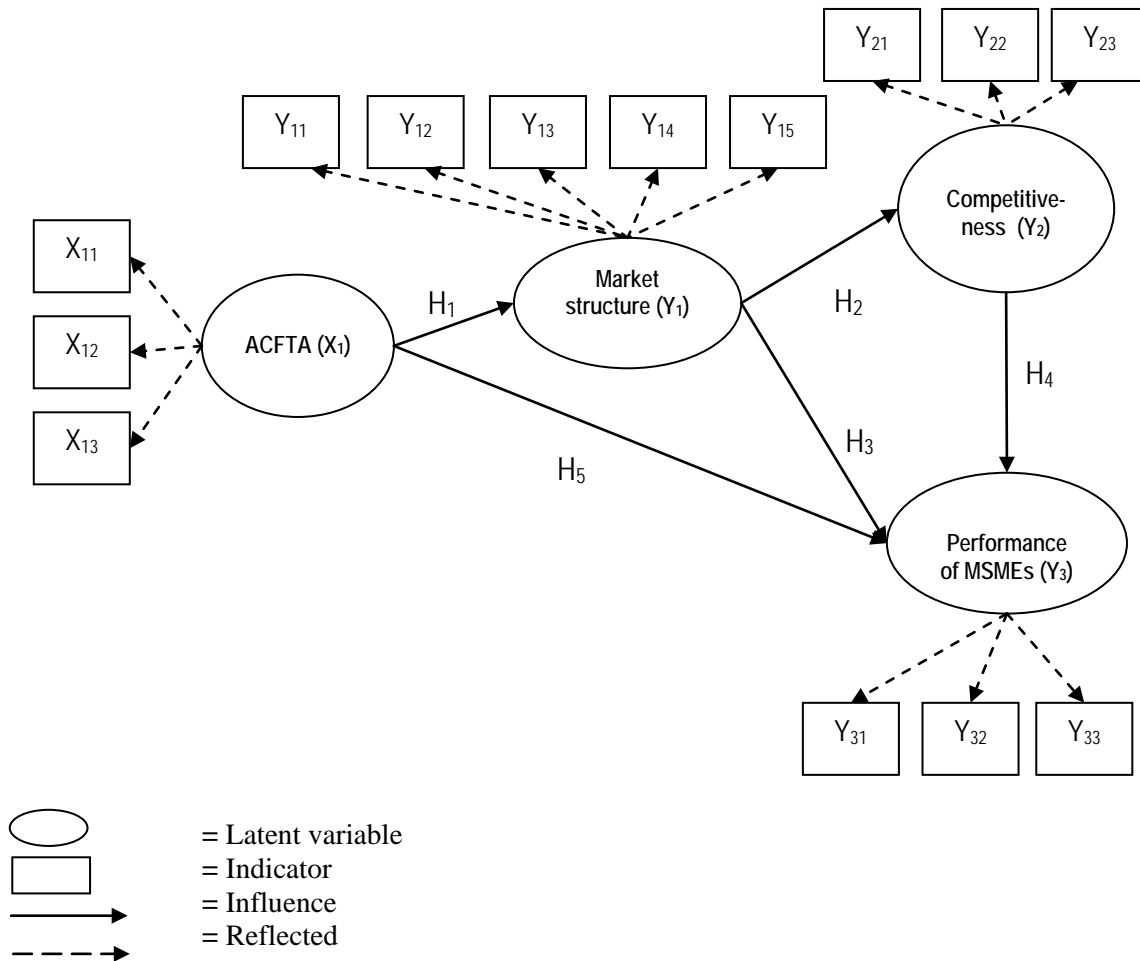 Y21 Y22 Y23
Y11 Y12 Y13 Y14 Y15
Competitive-
ness (Y2)
X11
Market
structure (Y1)
H1
H2
X12
ACFTA (X1)
H4
X13
H3
H5
Performance
of MSMEs (Y3)
Y31 Y32 Y33
= Latent variable
= Indicator
= Influence
= Reflected